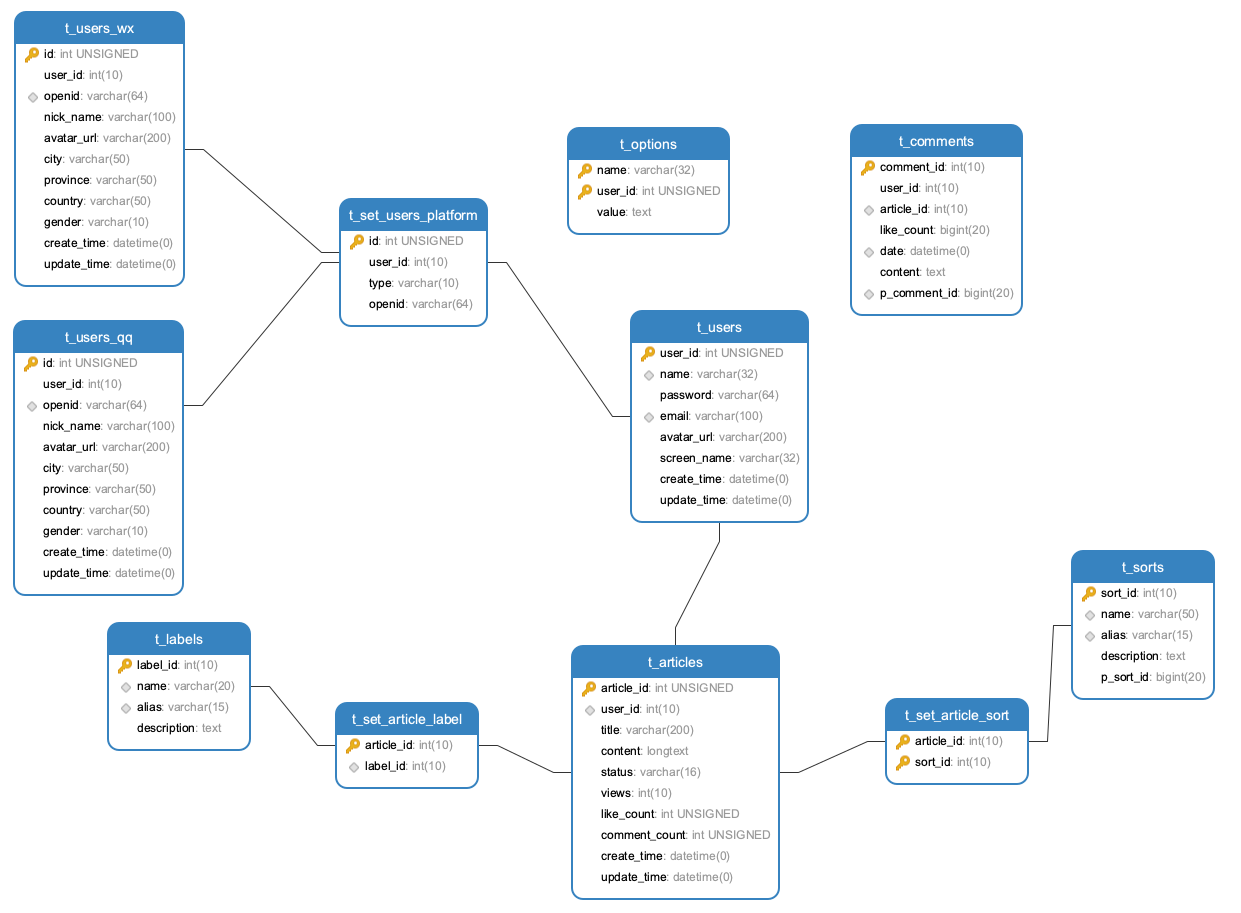 t_users_wx
id: int UNSIGNED
user_id: int(10)
openid: varchar(64)
nick_name: varchar(100)
avatar_url: varchar(200)
city: varchar(50)
province: varchar(50)
country: varchar(50)
gender: varchar(10)
create_time: datetime(0)
update_time: datetime(0)
t_set_users_platform
id: int UNSIGNED
user_id: int(10)
type: varchar(10)
openid: varchar(64)
t_options
name: varchar(32)
user_id: int UNSIGNED
value: text
t_comments
comment_id: int(10)
user_id: int(10)
article_id: int(10)
like_count: bigint(20)
date: datetime(0)
content: text
p_comment_id: bigint(20)
t_users_qq
id: int UNSIGNED
user_id: int(10)
openid: varchar(64)
nick_name: varchar(100)
avatar_url: varchar(200)
city: varchar(50)
province: varchar(50)
country: varchar(50)
gender: varchar(10)
create_time: datetime(0)
update_time: datetime(0)
t_users
user_id: int UNSIGNED
name: varchar(32)
password: varchar(64)
email: varchar(100)
avatar_url: varchar(200)
screen_name: varchar(32)
create_time: datetime(0)
update_time: datetime(0)
t_sorts
sort_id: int(10)
name: varchar(50)
alias: varchar(15)
description: text
p_sort_id: bigint(20)
t_labels
label_id: int(10)
name: varchar(20)
alias: varchar(15)
description: text
t_set_article_label
article_id: int(10)
label_id: int(10)
t_articles
article_id: int UNSIGNED
user_id: int(10)
title: varchar(200)
content: longtext
status: varchar(16)
views: int(10)
like_count: int UNSIGNED
comment_count: int UNSIGNED
create_time: datetime(0)
update_time: datetime(0)
t_set_article_sort
article_id: int(10)
sort_id: int(10)